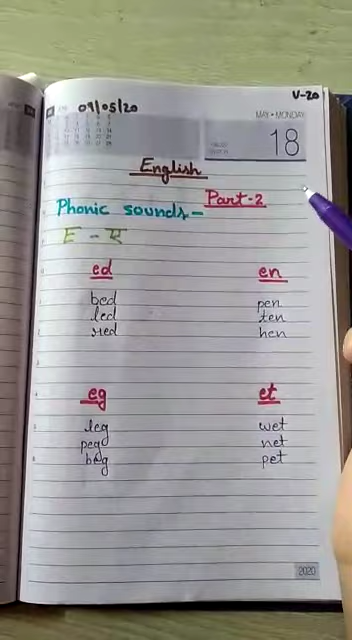 V-20
09/05/20
MAY • MONDAY
18
English
Part-2
Phonic sounds-
E - ए
ed
en
bed
pen
led
ten
red
hen
eg
et
leg
wet
peg
net
beg
pet
2020